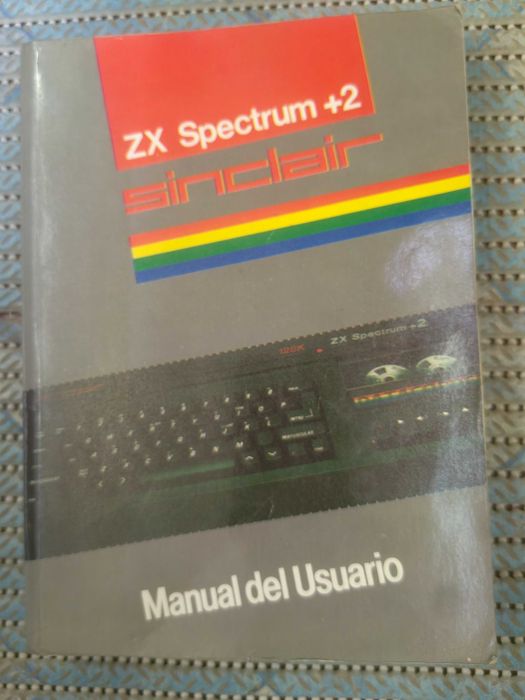 ZX Spectrum +2
sinclair
128K
ZX Spectrum +2
Manual del Usuario